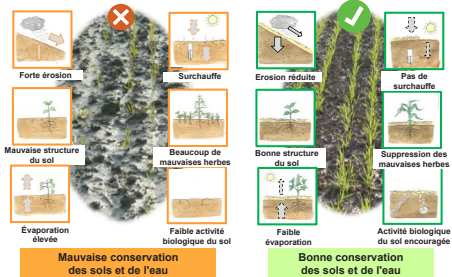 Forte érosion
Surchauffe
Mauvaise structure
du sol
Beaucoup de
mauvaises herbes
Évaporation
élevée
Faible activité
biologique du sol
Mauvaise conservation
des sols et de l'eau
Erosion réduite
Pas de
surchauffe
Bonne structure
du sol
Suppression des
mauvaises herbes
Faible
évaporation
Activité biologique
du sol encouragée
Bonne conservation
des sols et de l'eau